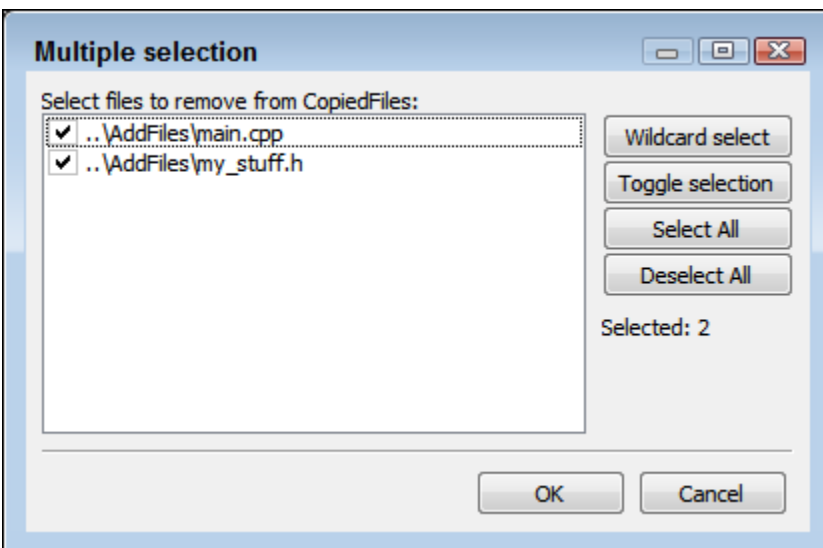 Multiple selection
Select files to remove from CopiedFiles:
..\AddFiles\main.cpp
..\AddFiles\my_stuff.h
Wildcard select
Toggle selection
Select All
Deselect All
Selected: 2
OK
Cancel